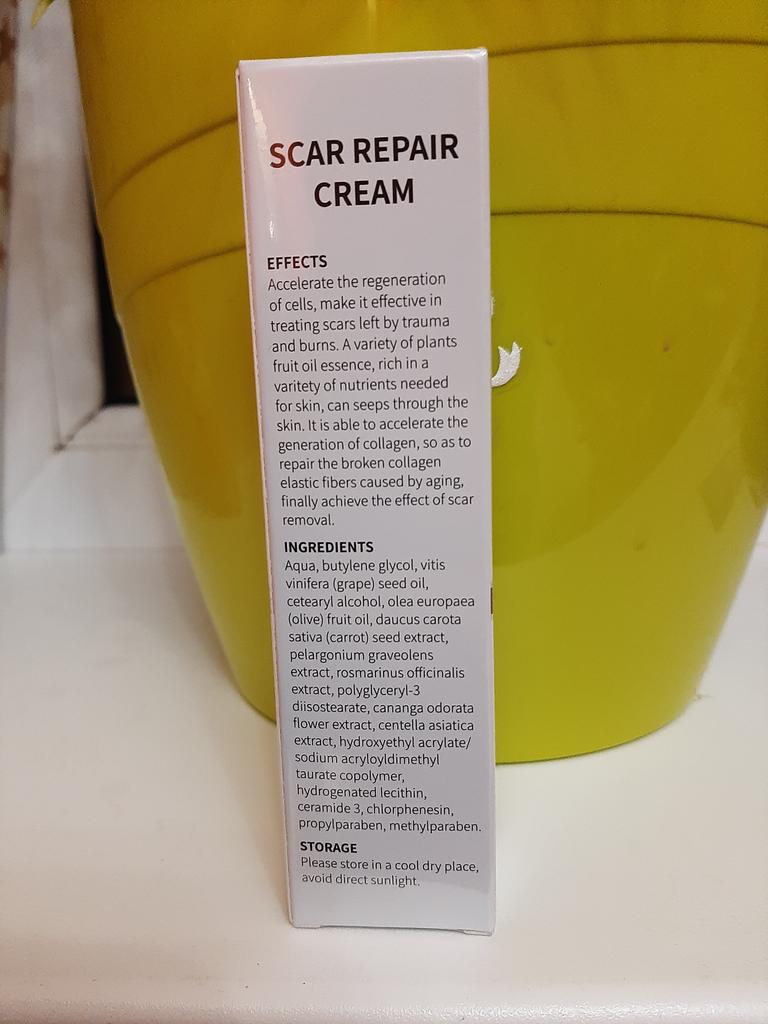 SCAR REPAIR
CREAM
EFFECTS
Accelerate the regeneration
of cells, make it effective in
treating scars left by trauma
and burns. A variety of plants
fruit oil essence, rich in a
varitety of nutrients needed
for skin, can seeps through the
skin. It is able to accelerate the
generation of collagen, so as to
repair the broken collagen
elastic fibers caused by aging,
finally achieve the effect of scar
removal.
INGREDIENTS
Aqua, butylene glycol, vitis
vinifera (grape) seed oil,
cetearyl alcohol, olea europaea
(olive) fruit oil, daucus carota
sativa (carrot) seed extract,
pelargonium graveolens
extract, rosmarinus officinalis
extract, polyglyceryl-3
diisostearate, cananga odorata
flower extract, centella asiatica
extract, hydroxyethyl acrylate/
sodium acryloyldimethyl
taurate copolymer,
hydrogenated lecithin,
ceramide 3, chlorphenesin,
propylparaben, methylparaben.
STORAGE
Please store in a cool dry place,
avoid direct sunlight.